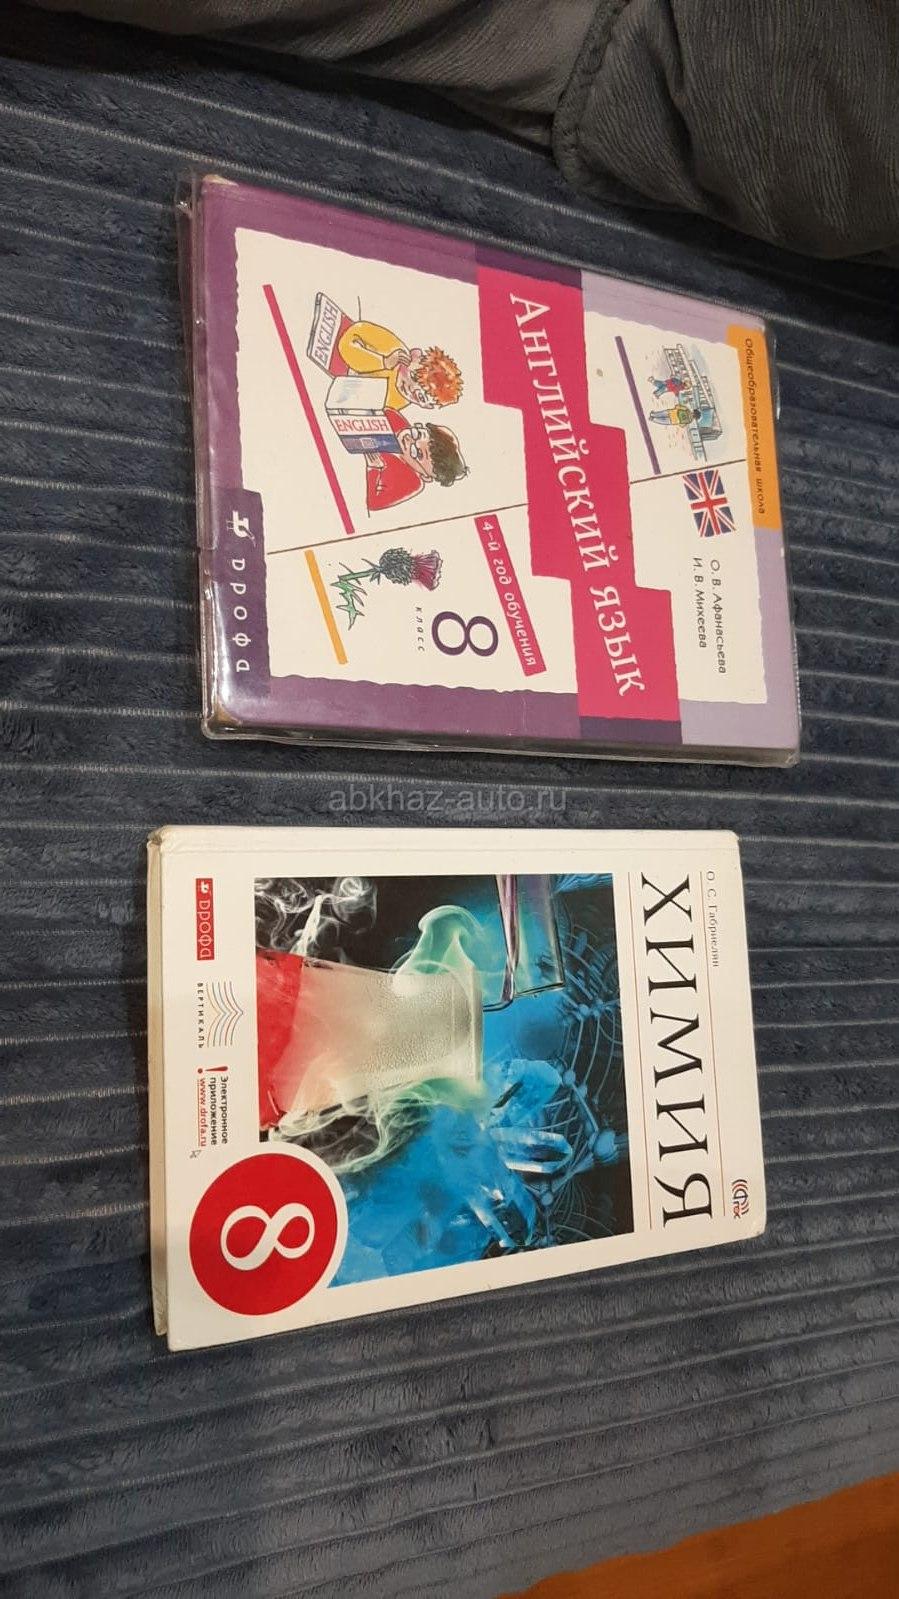 Общеобразовательная школа
О. В. Афанасьева
И. В. Михеева
Английский язык
4-й год обучения
8
класс
ENGLISH
ENGLISH
дрофа
abkhaz-auto.ru
О. С. Габриелян
ХИМИЯ
ФГОС
8
Электронное
приложение
www.drofa.ru
ВЕРТИКАЛЬ
дрофа